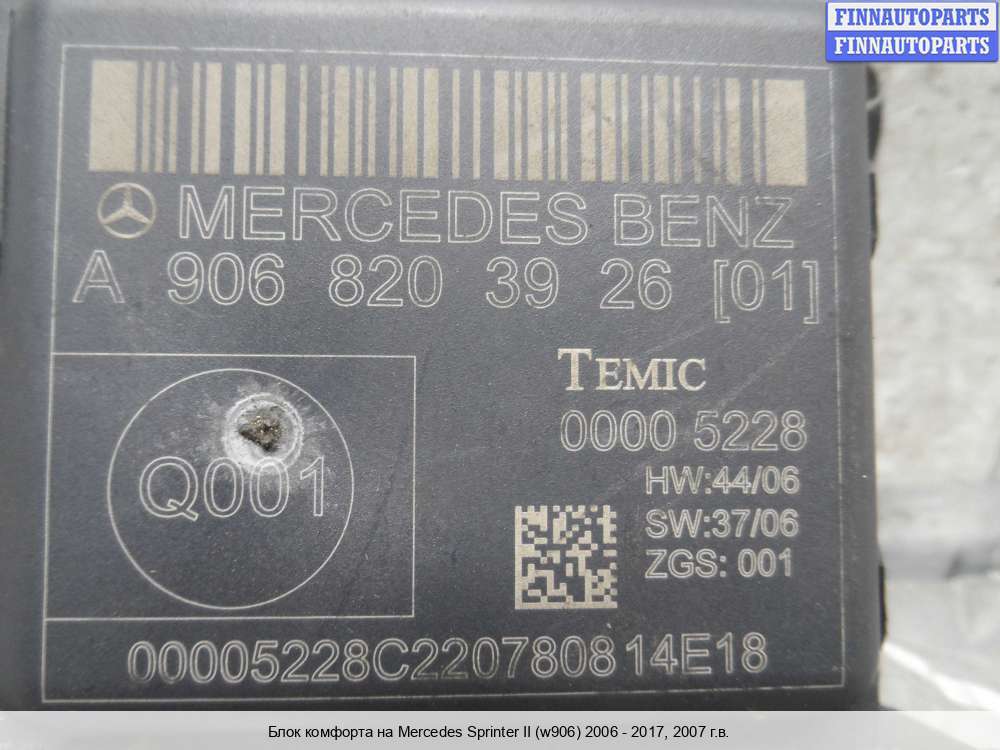 FINNAUTOPARTS
FINNAUTOPARTS
MERCEDES BENZ
A 906 820 39 26 [01]
TEMIC
0000 5228
HW:44/06
SW:37/06
ZGS: 001
Q001
00005228C220780814E18
Блок комфорта на Mercedes Sprinter II (w906) 2006 - 2017, 2007 г.в.